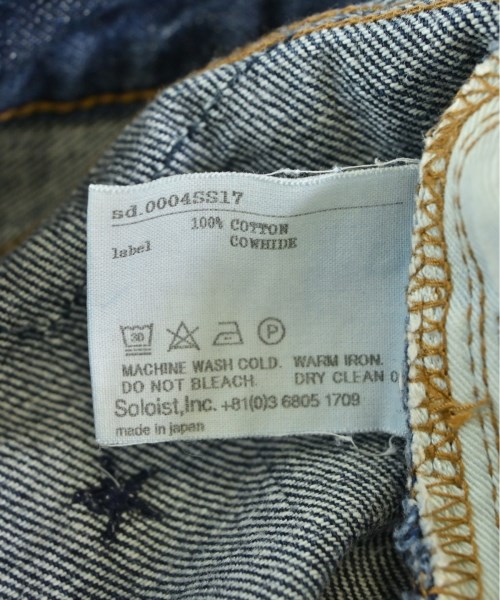 sd.0004SS17
100% COTTON
label COWHIDE
30 P
MACHINE WASH COLD. WARM IRON.
DO NOT BLEACH. DRY CLEAN O
Soloist,Inc. +81(0)3 6805 1709
made in japan